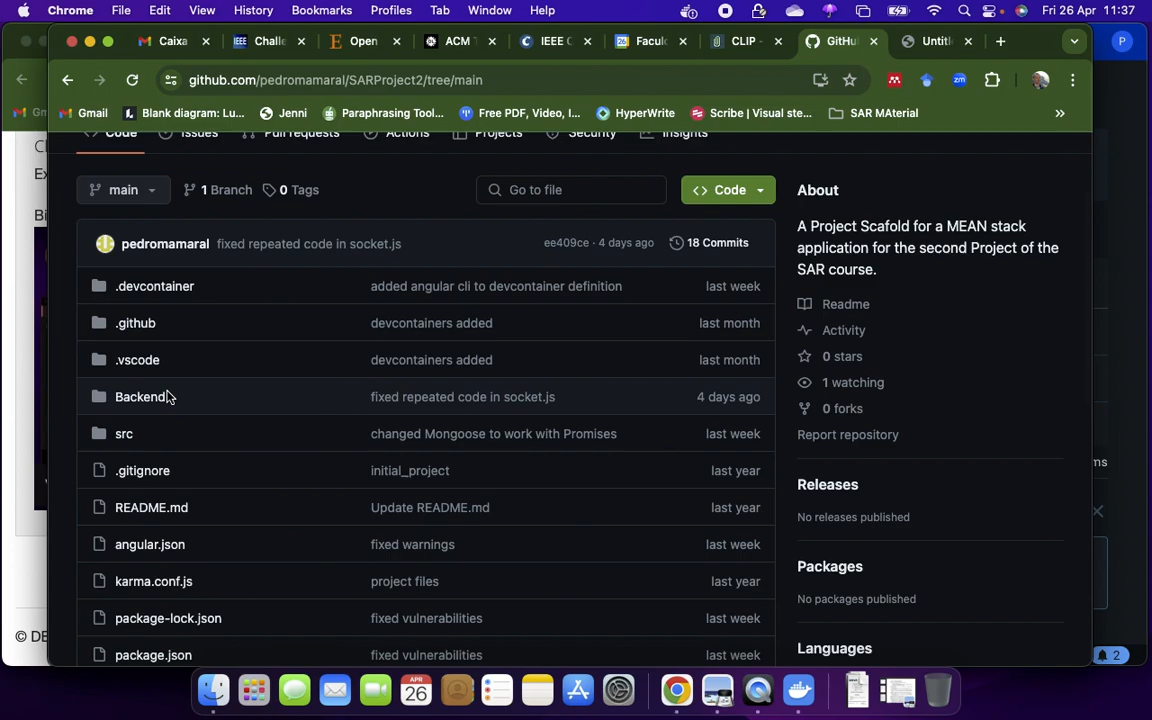 Chrome File Edit View History Bookmarks Profiles Tab Window Help Fri 26 Apr 11:37
Caixa Challe Open ACM T IEEE C Facul CLIP - GitHu Untitl P
github.com/pedromamaral/SARProject2/tree/main
Gmail Blank diagram: Lu... Jenni Paraphrasing Tool... Free PDF, Video, I... HyperWrite Scribe | Visual ste... SAR MAterial
Code Issues Pull requests Actions Projects Security Insights
main 1 Branch 0 Tags Go to file Code
About
A Project Scafold for a MEAN stack
application for the second Project of the
SAR course.
pedromamaral fixed repeated code in socket.js ee409ce · 4 days ago 18 Commits
.devcontainer added angular cli to devcontainer definition last week
.github devcontainers added last month
.vscode devcontainers added last month
Backend fixed repeated code in socket.js 4 days ago
src changed Mongoose to work with Promises last week
.gitignore initial_project last year
README.md Update README.md last year
angular.json fixed warnings last week
karma.conf.js project files last year
package-lock.json fixed vulnerabilities last week
package.json fixed vulnerabilities last week
Readme
Activity
0 stars
1 watching
0 forks
Report repository
Releases
No releases published
Packages
No packages published
Languages
© DE
2
APR
26